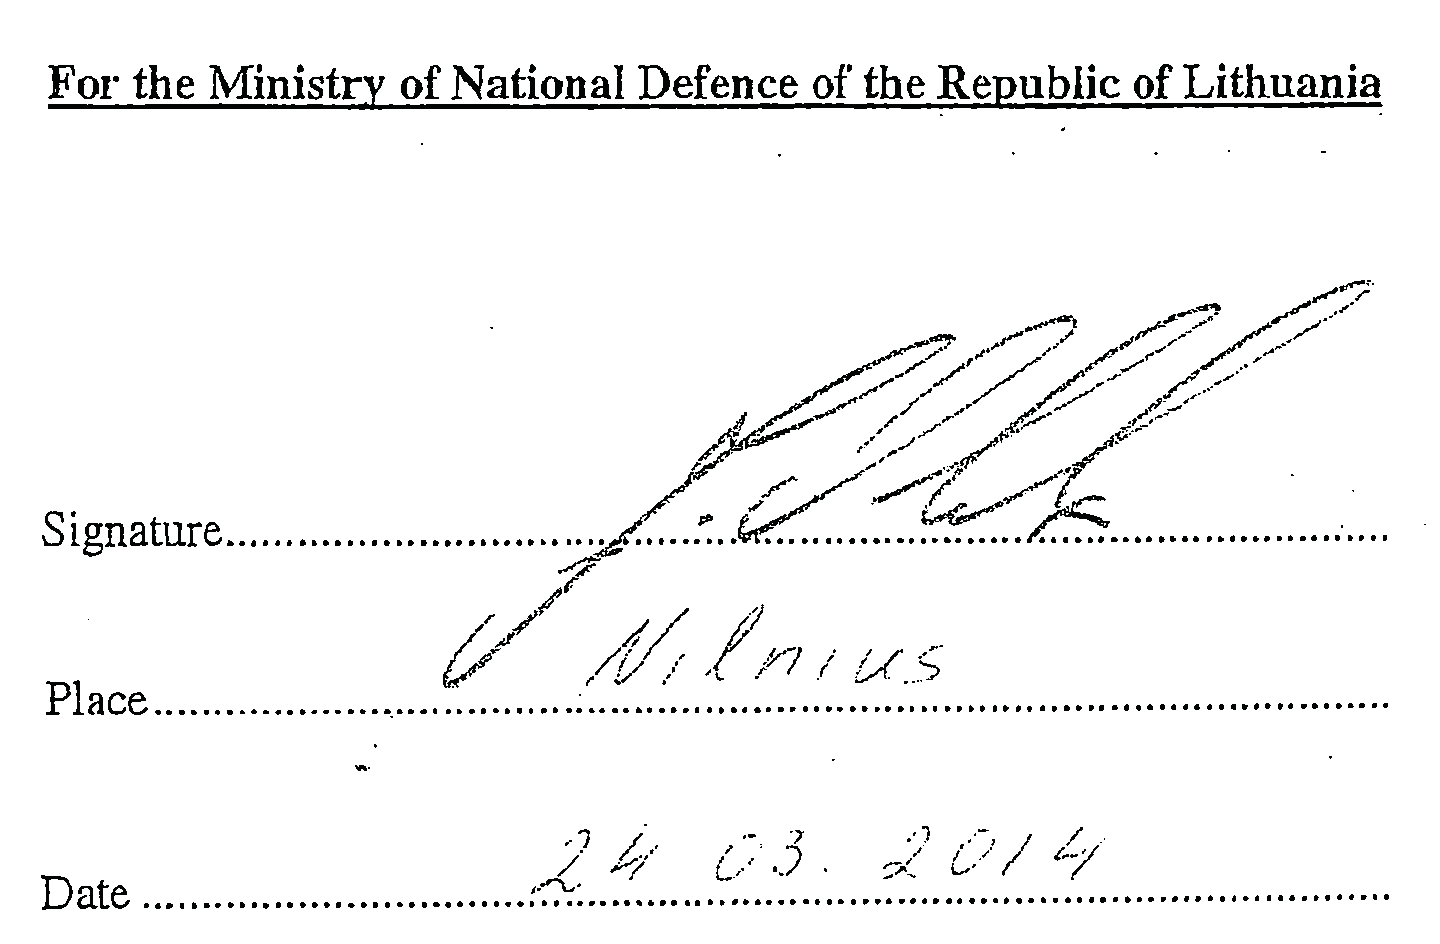 For the Ministry of National Defence of the Republic of Lithuania
Signature
Place Vilnius
Date 24 03. 2014